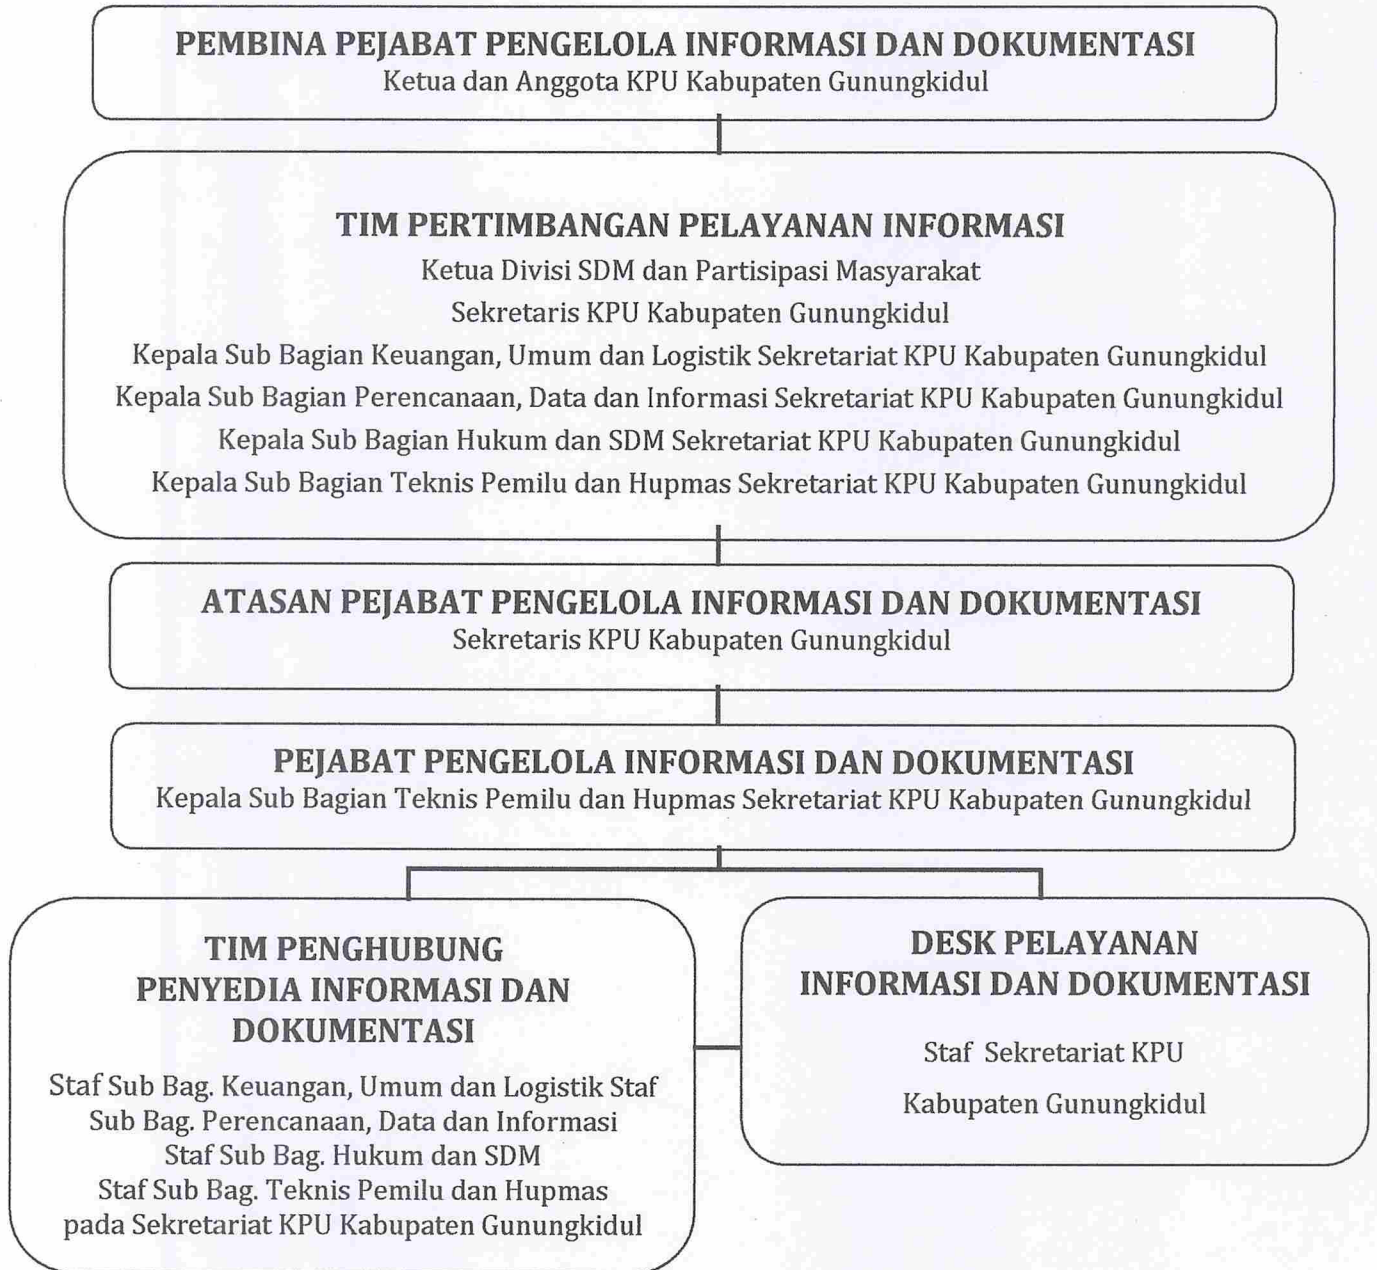 PEMBINA PEJABAT PENGELOLA INFORMASI DAN DOKUMENTASI
Ketua dan Anggota KPU Kabupaten Gunungkidul
TIM PERTIMBANGAN PELAYANAN INFORMASI
Ketua Divisi SDM dan Partisipasi Masyarakat
Sekretaris KPU Kabupaten Gunungkidul
Kepala Sub Bagian Keuangan, Umum dan Logistik Sekretariat KPU Kabupaten Gunungkidul
Kepala Sub Bagian Perencanaan, Data dan Informasi Sekretariat KPU Kabupaten Gunungkidul
Kepala Sub Bagian Hukum dan SDM Sekretariat KPU Kabupaten Gunungkidul
Kepala Sub Bagian Teknis Pemilu dan Hupmas Sekretariat KPU Kabupaten Gunungkidul
ATASAN PEJABAT PENGELOLA INFORMASI DAN DOKUMENTASI
Sekretaris KPU Kabupaten Gunungkidul
PEJABAT PENGELOLA INFORMASI DAN DOKUMENTASI
Kepala Sub Bagian Teknis Pemilu dan Hupmas Sekretariat KPU Kabupaten Gunungkidul
TIM PENGHUBUNG
PENYEDIA INFORMASI DAN
DOKUMENTASI
Staf Sub Bag. Keuangan, Umum dan Logistik Staf
Sub Bag. Perencanaan, Data dan Informasi
Staf Sub Bag. Hukum dan SDM
Staf Sub Bag. Teknis Pemilu dan Hupmas
pada Sekretariat KPU Kabupaten Gunungkidul
DESK PELAYANAN
INFORMASI DAN DOKUMENTASI
Staf Sekretariat KPU
Kabupaten Gunungkidul